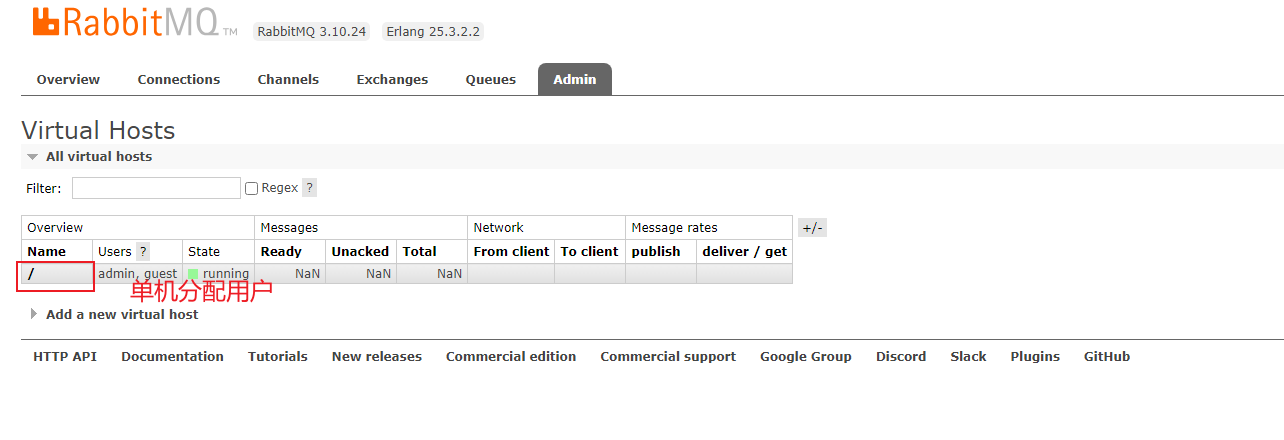 RabbitMQ TM RabbitMQ 3.10.24 Erlang 25.3.2.2
Overview Connections Channels Exchanges Queues Admin
Virtual Hosts
All virtual hosts
Filter: Regex ?
Overview Messages Network Message rates +/-
Name Users ? State Ready Unacked Total From client To client publish deliver / get
/ admin, guest running NaN NaN NaN
单机分配用户
Add a new virtual host
HTTP API Documentation Tutorials New releases Commercial edition Commercial support Google Group Discord Slack Plugins GitHub